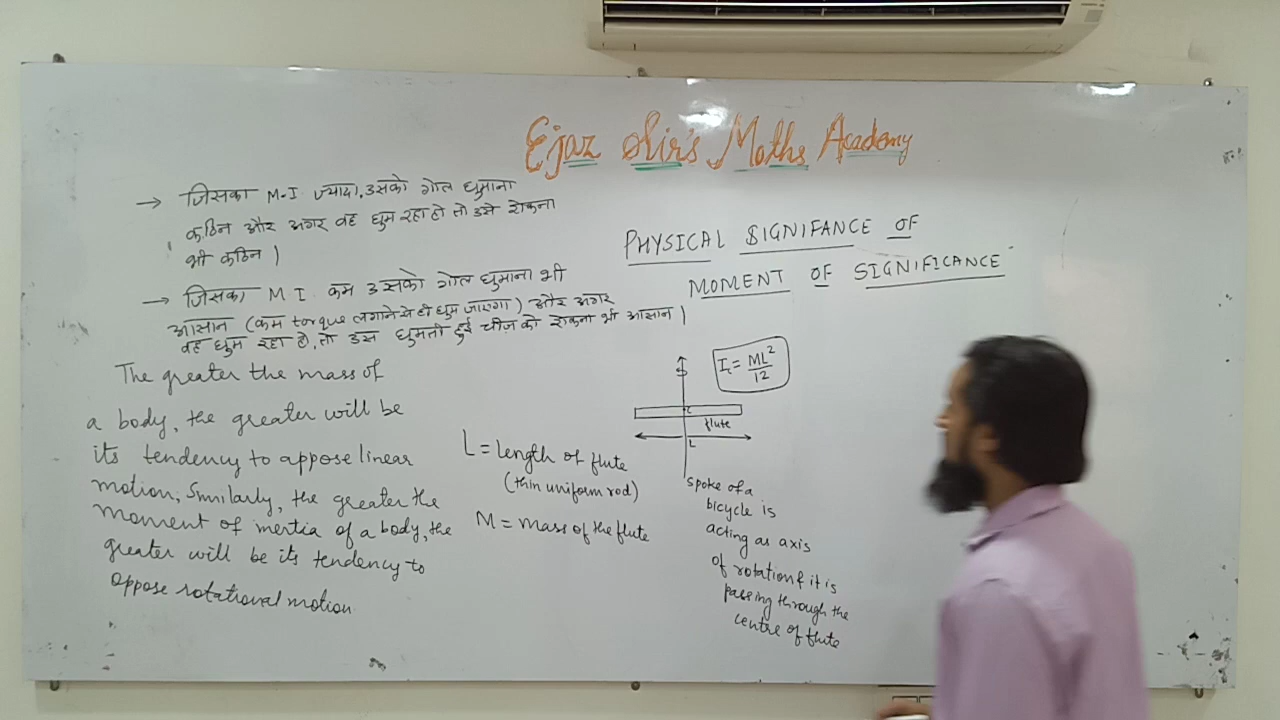 Ejaz Sir's Maths Academy
→ जिसका M.I. ज्यादा, उसको गोल घुमाना
कठिन और अगर वह घूम रहा हो तो उसे रोकना
भी कठिन |
→ जिसका M.I. कम उसको गोल घुमाना भी
आसान (कम torque लगाने से ही घूम जाएगा) और अगर
वह घूम रहा हो, तो उस घुमती हुई चीज़ को रोकना भी आसान |
The greater the mass of
a body, the greater will be
its tendency to appose linear
motion, Similarly, the greater the
moment of inertia of a body, the
greater will be its tendency to
oppose rotational motion
PHYSICAL SIGNIFANCE OF
MOMENT OF SIGNIFICANCE
I_c = ML²/12
c
flute
L
L = length of flute
(thin uniform rod)
M = mass of the flute
spoke of a
bicycle is
acting as axis
of rotation & it is
passing through the
centre of flute